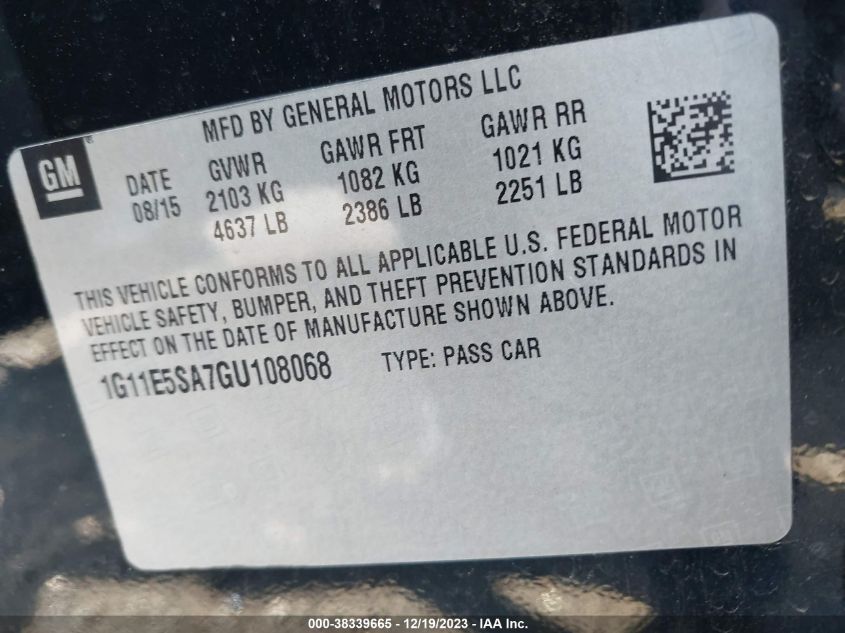 MFD BY GENERAL MOTORS LLC
GM ®
DATE GVWR GAWR FRT GAWR RR
08/15 2103 KG 1082 KG 1021 KG
4637 LB 2386 LB 2251 LB
THIS VEHICLE CONFORMS TO ALL APPLICABLE U.S. FEDERAL MOTOR
VEHICLE SAFETY, BUMPER, AND THEFT PREVENTION STANDARDS IN
EFFECT ON THE DATE OF MANUFACTURE SHOWN ABOVE.
1G11E5SA7GU108068 TYPE: PASS CAR
000-38339665 - 12/19/2023 - IAA Inc.